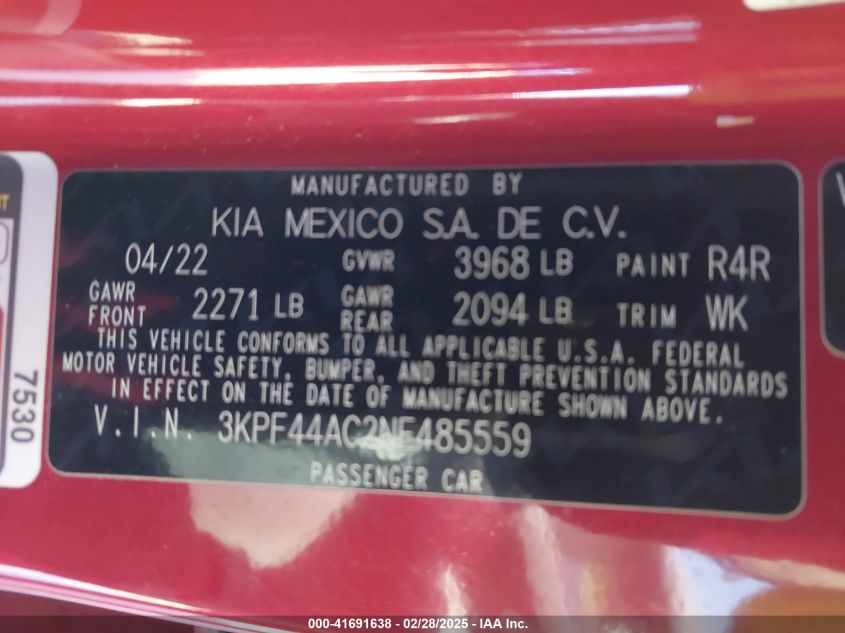 MANUFACTURED BY
KIA MEXICO S.A. DE C.V.
04/22 GVWR 3968 LB PAINT R4R
GAWR FRONT 2271 LB GAWR REAR 2094 LB TRIM WK
THIS VEHICLE CONFORMS TO ALL APPLICABLE U.S.A. FEDERAL
MOTOR VEHICLE SAFETY, BUMPER, AND THEFT PREVENTION STANDARDS
IN EFFECT ON THE DATE OF MANUFACTURE SHOWN ABOVE.
V.I.N. 3KPF44AC2NE485559
PASSENGER CAR
7530
000-41691638 - 02/28/2025 - IAA Inc.